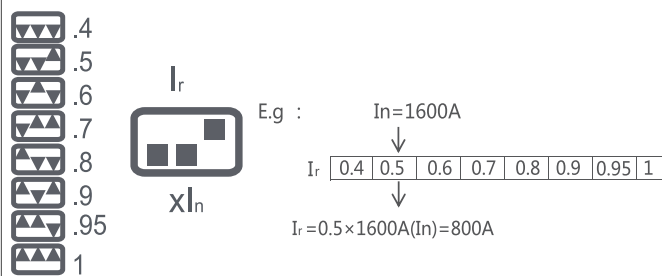 .4
.5
.6
.7
.8
.9
.95
1
Ir
xIn
E.g : In=1600A
Ir 0.4 0.5 0.6 0.7 0.8 0.9 0.95 1
Ir=0.5×1600A(In)=800A